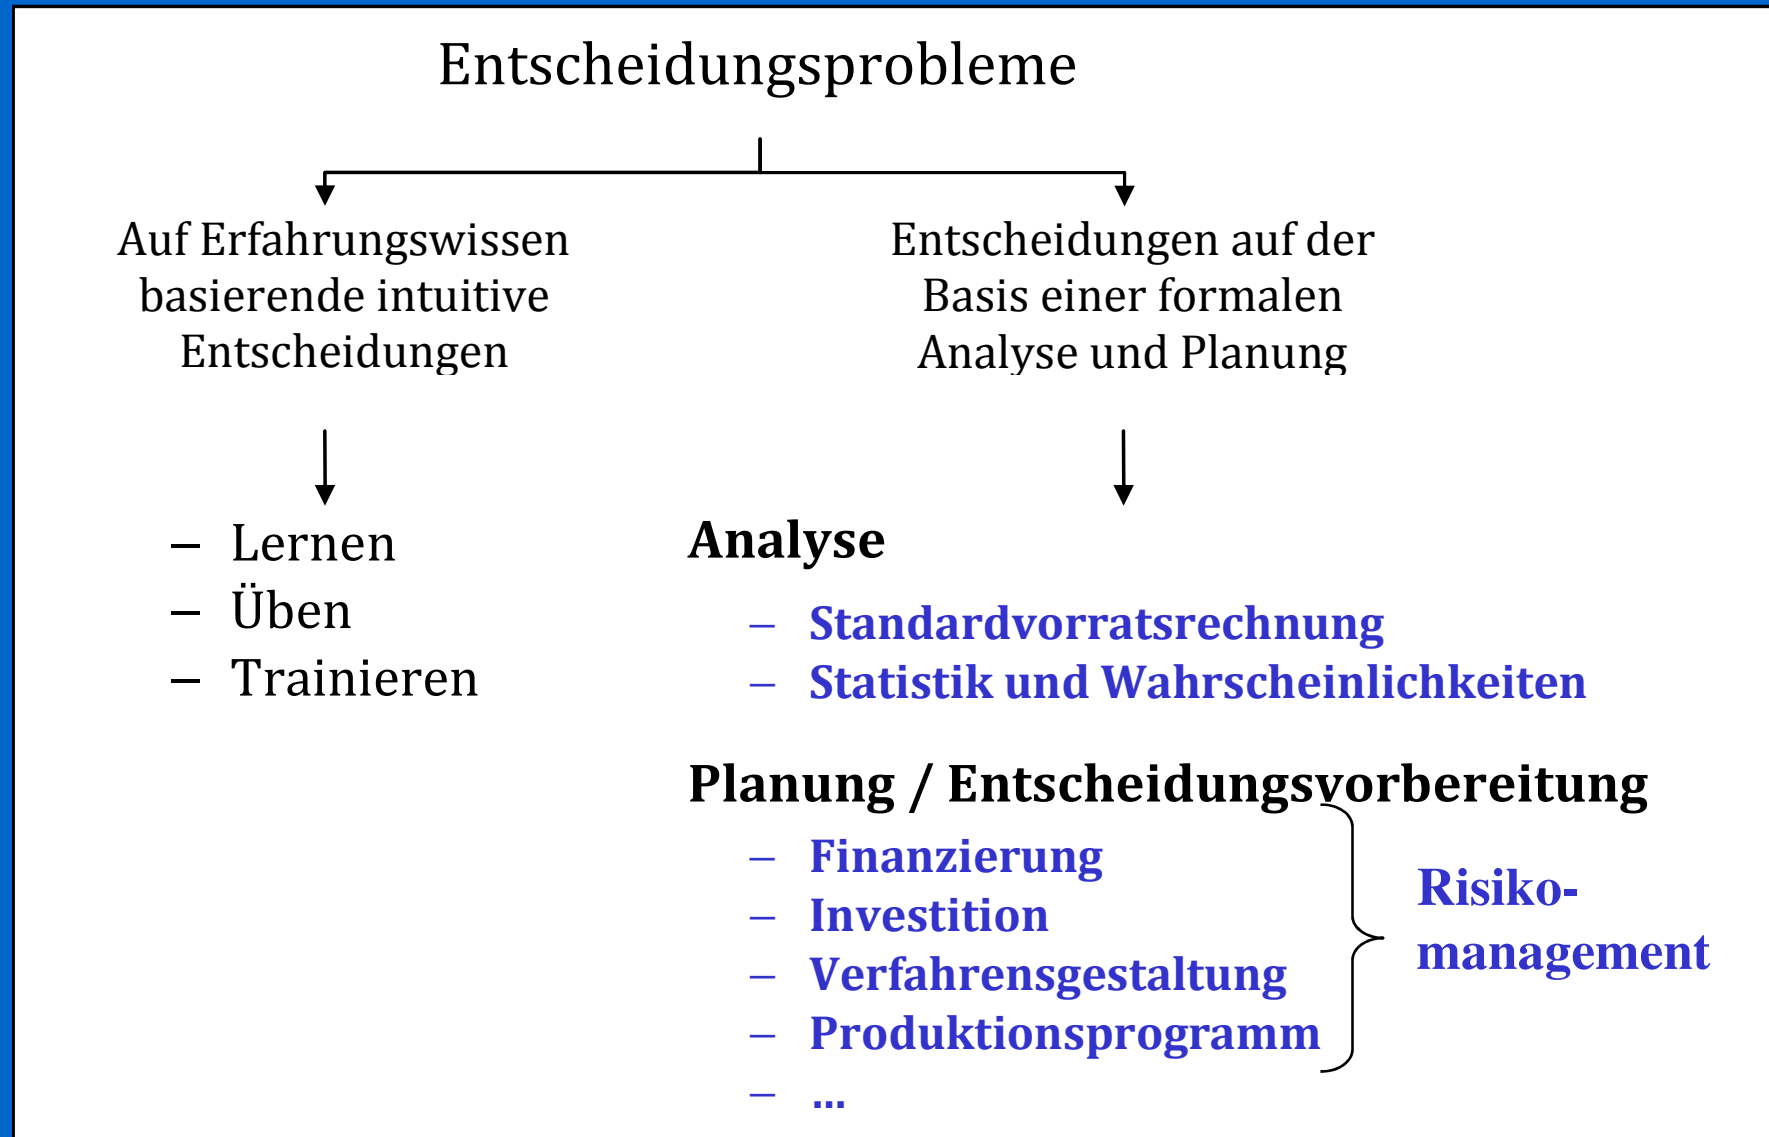 Entscheidungsprobleme
Auf Erfahrungswissen
basierende intuitive
Entscheidungen
Entscheidungen auf der
Basis einer formalen
Analyse und Planung
– Lernen
– Üben
– Trainieren
Analyse
– Standardvorratsrechnung
– Statistik und Wahrscheinlichkeiten
Planung / Entscheidungsvorbereitung
– Finanzierung
– Investition
– Verfahrensgestaltung
– Produktionsprogramm
– ...
Risiko-
management